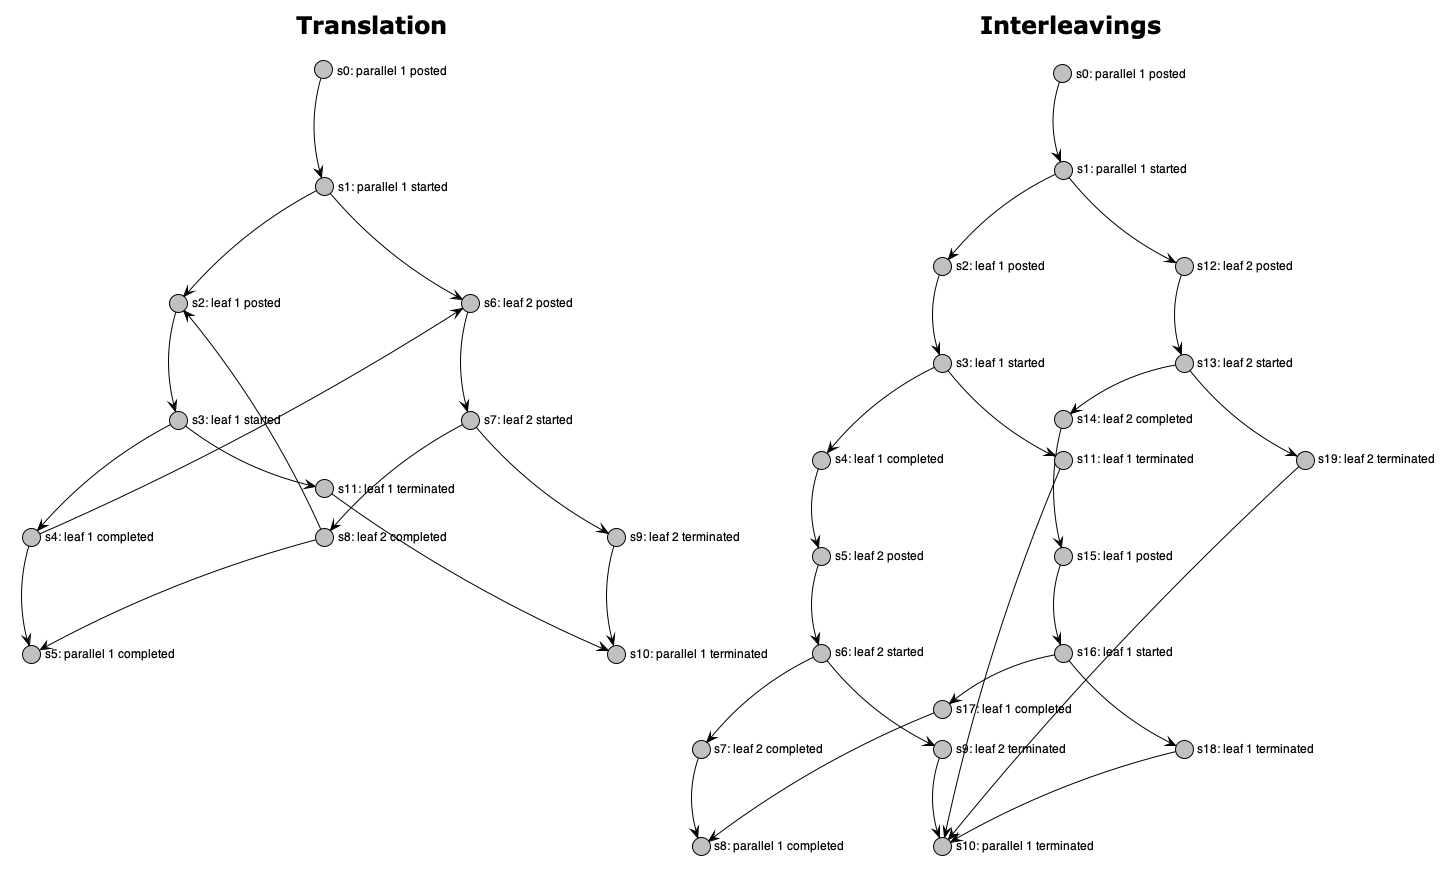 Translation
s0: parallel 1 posted
s1: parallel 1 started
s2: leaf 1 posted
s6: leaf 2 posted
s3: leaf 1 started
s7: leaf 2 started
s11: leaf 1 terminated
s4: leaf 1 completed
s8: leaf 2 completed
s9: leaf 2 terminated
s5: parallel 1 completed
s10: parallel 1 terminated
Interleavings
s0: parallel 1 posted
s1: parallel 1 started
s2: leaf 1 posted
s12: leaf 2 posted
s3: leaf 1 started
s13: leaf 2 started
s14: leaf 2 completed
s4: leaf 1 completed
s11: leaf 1 terminated
s19: leaf 2 terminated
s5: leaf 2 posted
s15: leaf 1 posted
s6: leaf 2 started
s16: leaf 1 started
s17: leaf 1 completed
s7: leaf 2 completed
s9: leaf 2 terminated
s18: leaf 1 terminated
s8: parallel 1 completed
s10: parallel 1 terminated